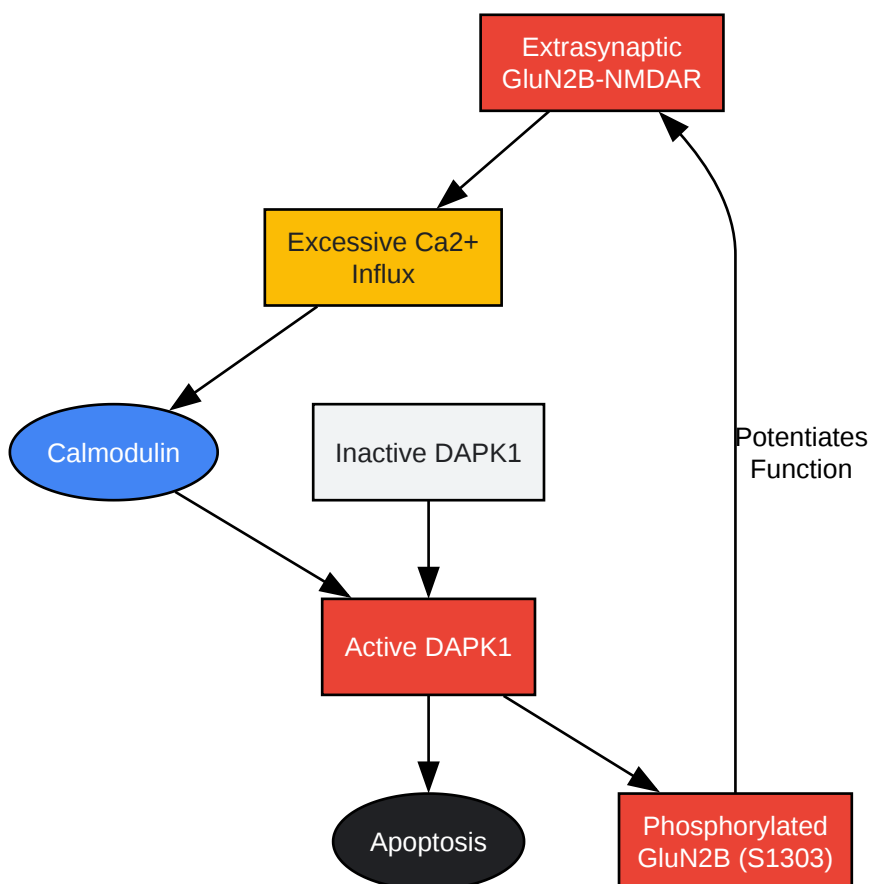 Extrasynaptic
GluN2B-NMDAR
Excessive Ca2+
Influx
Calmodulin
Inactive DAPK1
Potentiates
Function
Active DAPK1
Apoptosis
Phosphorylated
GluN2B (S1303)